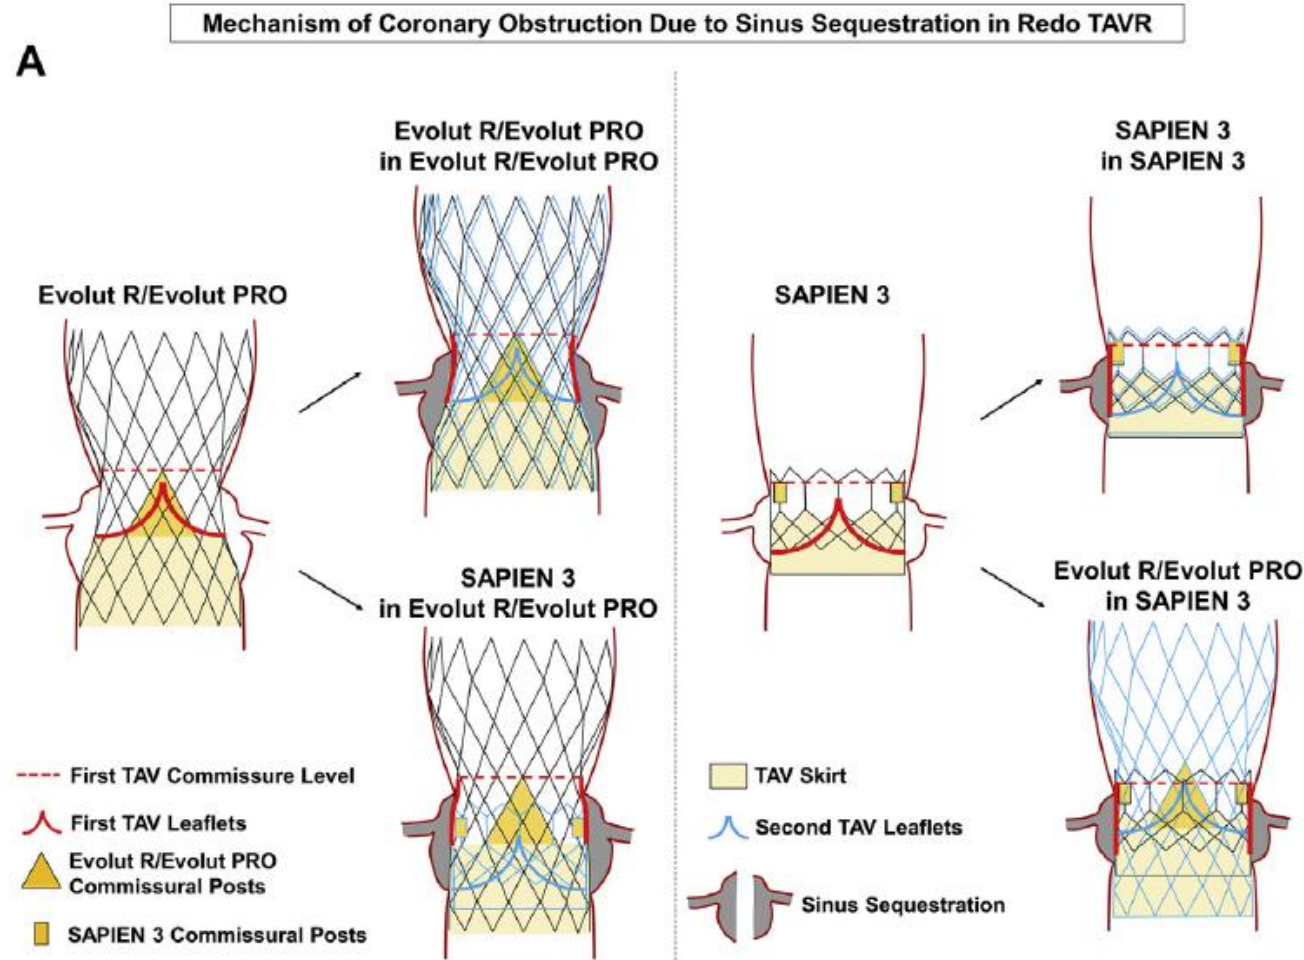 Mechanism of Coronary Obstruction Due to Sinus Sequestration in Redo TAVR
A
Evolut R/Evolut PRO
in Evolut R/Evolut PRO
Evolut R/Evolut PRO
SAPIEN 3
in Evolut R/Evolut PRO
First TAV Commissure Level
First TAV Leaflets
Evolut R/Evolut PRO
Commissural Posts
SAPIEN 3 Commissural Posts
SAPIEN 3
in SAPIEN 3
SAPIEN 3
Evolut R/Evolut PRO
in SAPIEN 3
TAV Skirt
Second TAV Leaflets
Sinus Sequestration